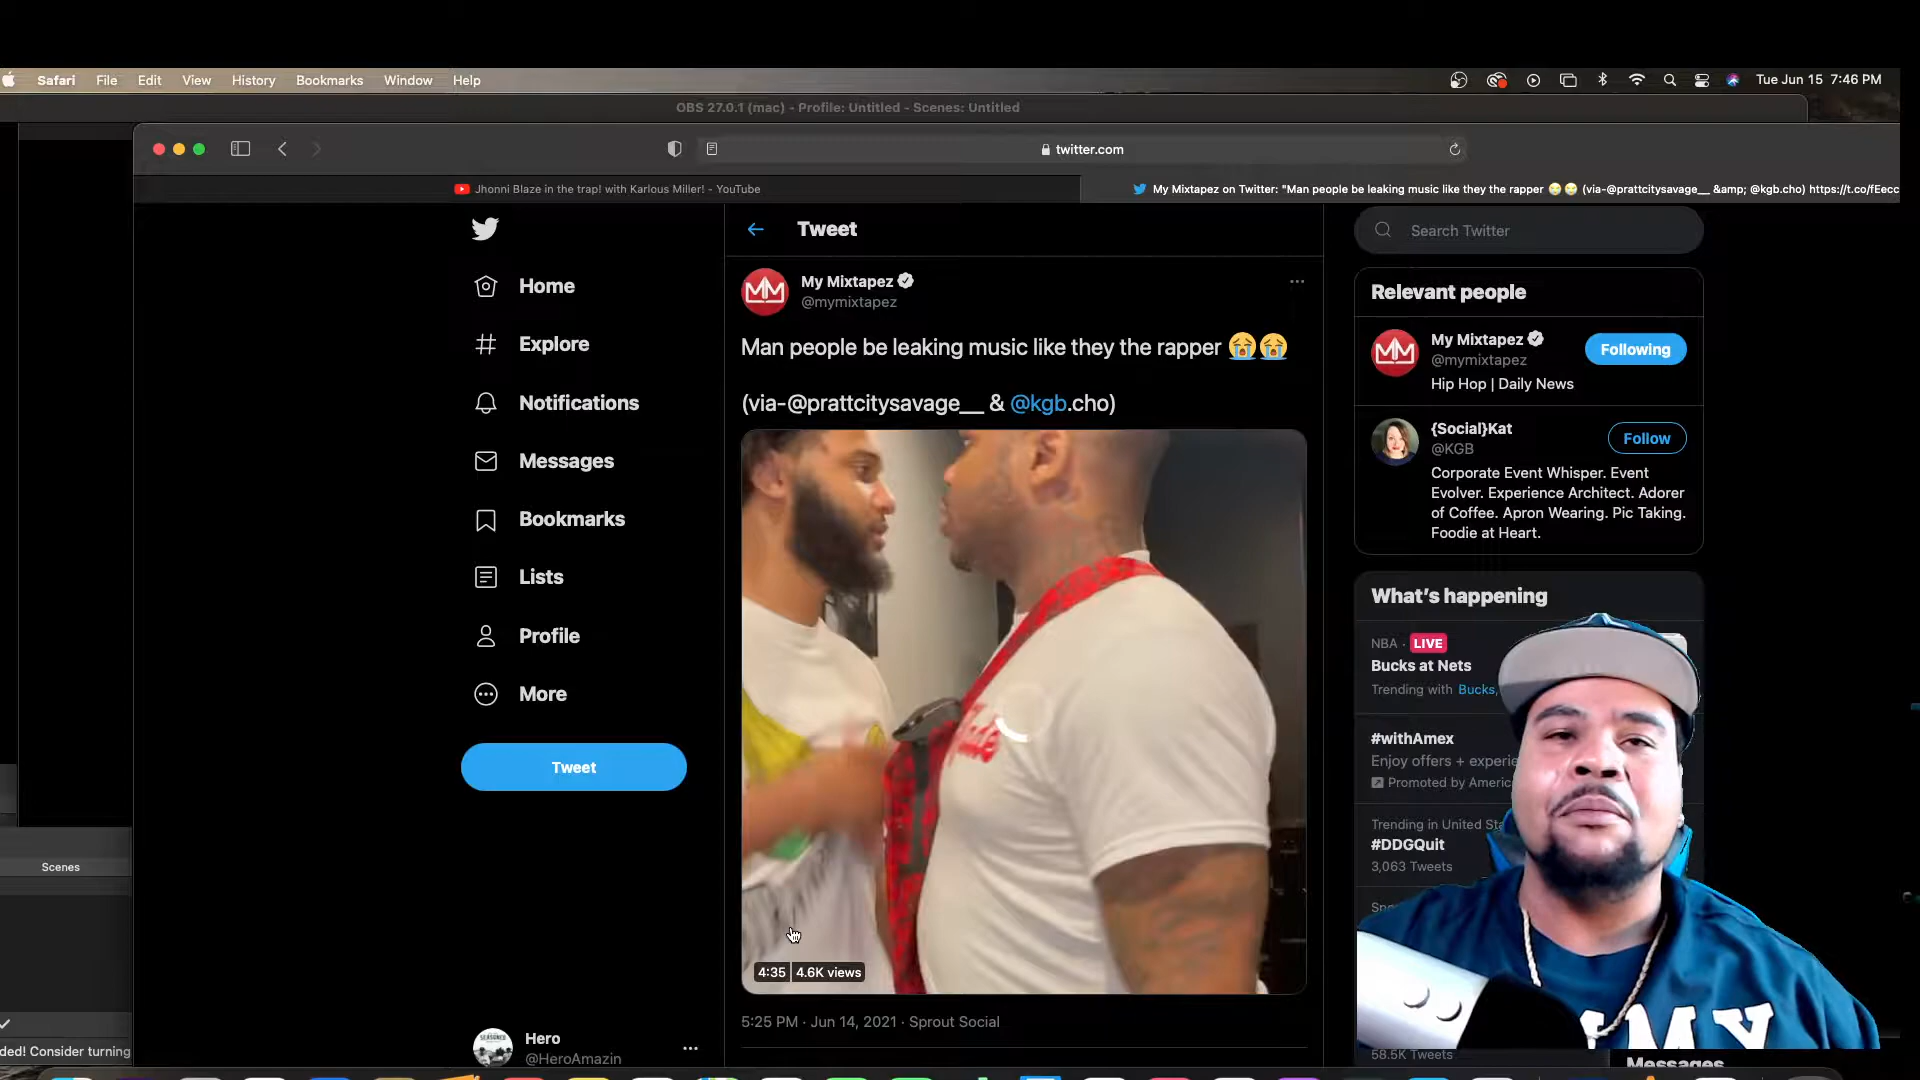 Safari File Edit View History Bookmarks Window Help
Tue Jun 15 7:46 PM
OBS 27.0.1 (mac) - Profile: Untitled - Scenes: Untitled
twitter.com
Jhonni Blaze in the trap! with Karlous Miller! - YouTube
My Mixtapez on Twitter: "Man people be leaking music like they the rapper 😭😭 (via-@prattcitysavage__ &amp; @kgb.cho) https://t.co/fEecc
Home
Explore
Notifications
Messages
Bookmarks
Lists
Profile
More
Tweet
Hero
@HeroAmazin
Scenes
ded! Consider turning
Tweet
My Mixtapez
@mymixtapez
Man people be leaking music like they the rapper 😭😭
(via-@prattcitysavage__ & @kgb.cho)
4:35 4.6K views
5:25 PM · Jun 14, 2021 · Sprout Social
Search Twitter
Relevant people
My Mixtapez
@mymixtapez
Following
Hip Hop | Daily News
{Social}Kat
@KGB
Follow
Corporate Event Whisper. Event
Evolver. Experience Architect. Adorer
of Coffee. Apron Wearing. Pic Taking.
Foodie at Heart.
What's happening
NBA · LIVE
Bucks at Nets
Trending with Bucks,
#withAmex
Enjoy offers + experie
Promoted by Americ
Trending in United Sta
#DDGQuit
3,063 Tweets
58.5K Tweets
Messages